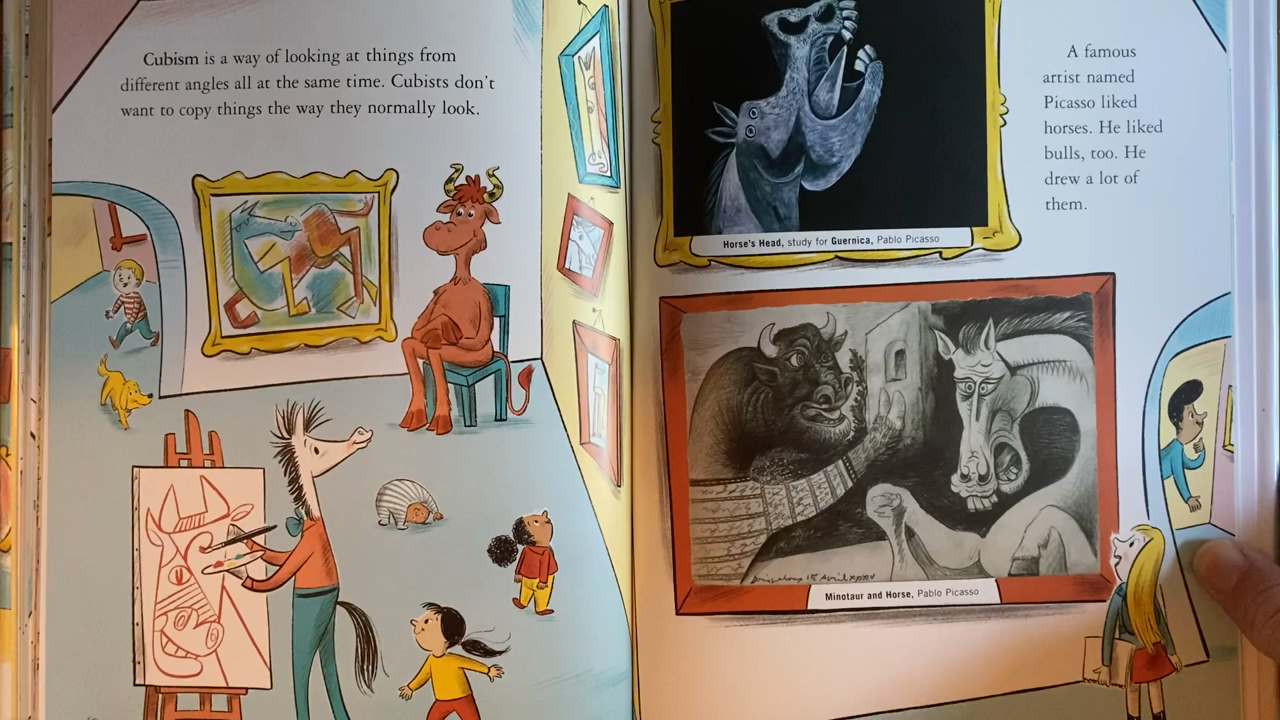 Cubism is a way of looking at things from
different angles all at the same time. Cubists don't
want to copy things the way they normally look.
Horse's Head, study for Guernica, Pablo Picasso
A famous
artist named
Picasso liked
horses. He liked
bulls, too. He
drew a lot of
them.
Minotaur and Horse, Pablo Picasso